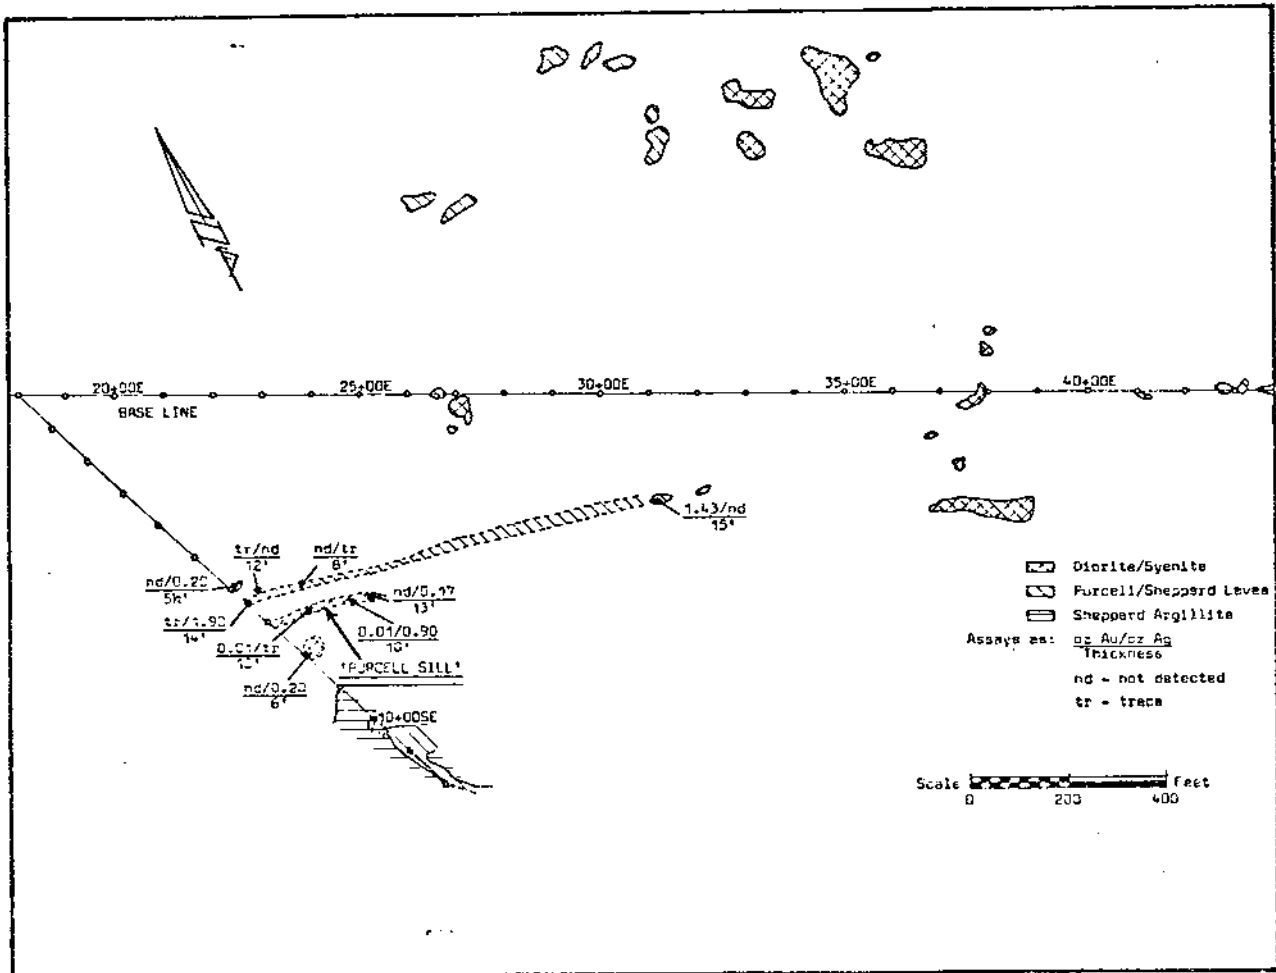 20+00E
25+00E
30+00E
35+00E
40+00E
BASE LINE
1.43/nd
15'
tr/nd
12'
nd/tr
8'
nd/0.20
5½'
tr/1.90
14'
nd/0.17
13'
0.01/0.90
10'
0.01/tr
nd/0.20
6'
'PURCELL SILL'
10+00SE
Diorite/Syenite
Purcell/Sheppard Lavas
Sheppard Argillite
Assays as: oz Au/oz Ag
Thickness
nd - not detected
tr - trace
Scale
Feet
0 200 400